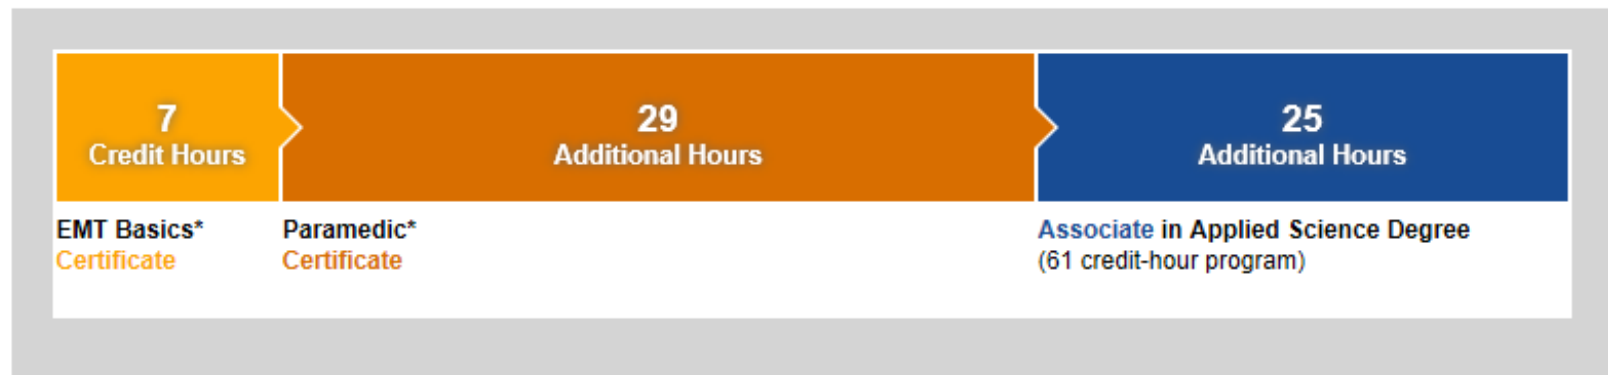 7
Credit Hours
29
Additional Hours
25
Additional Hours
EMT Basics*
Certificate
Paramedic*
Certificate
Associate in Applied Science Degree
(61 credit-hour program)